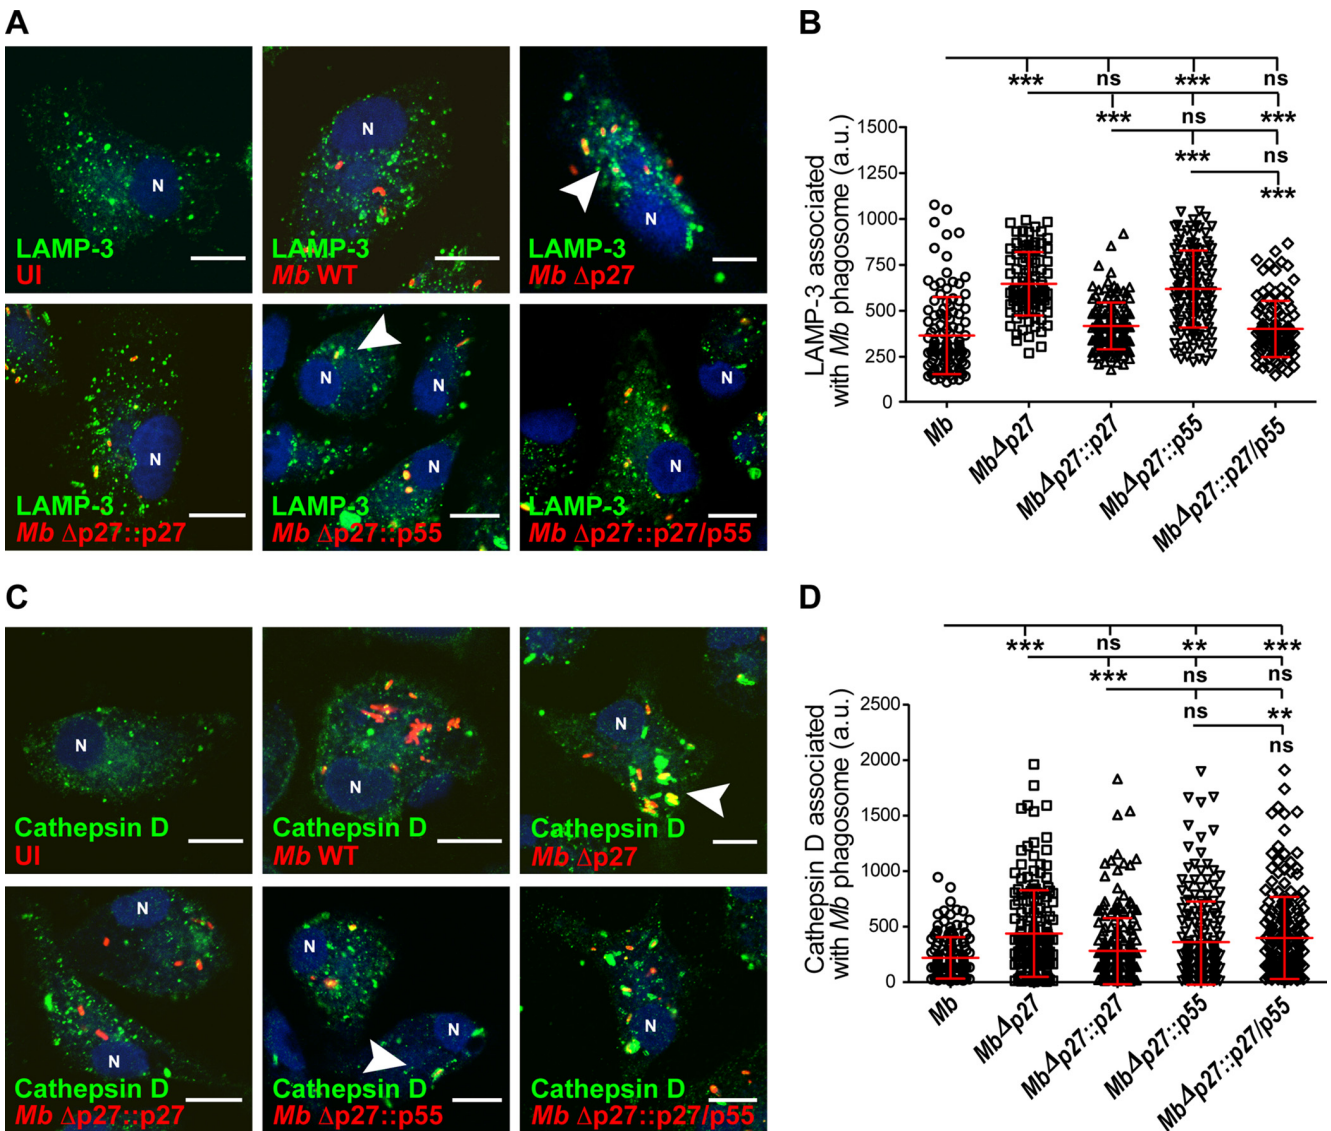 A
N
LAMP-3
UI
N
LAMP-3
Mb WT
N
LAMP-3
Mb Δp27
N
LAMP-3
Mb Δp27::p27
N
N
N
LAMP-3
Mb Δp27::p55
N
N
LAMP-3
Mb Δp27::p27/p55
B
*** ns *** ns
*** ns ***
*** ns
***
LAMP-3 associated
with Mb phagosome (a.u.)
1500
1000
750
500
250
0
Mb
MbΔp27
MbΔp27::p27
MbΔp27::p55
MbΔp27::p27/p55
C
N
Cathepsin D
UI
N
Cathepsin D
Mb WT
N
Cathepsin D
Mb Δp27
N
N
Cathepsin D
Mb Δp27::p27
N
N
Cathepsin D
Mb Δp27::p55
N
Cathepsin D
Mb Δp27::p27/p55
D
*** ns ** ***
*** ns ns
ns **
ns
Cathepsin D associated
with Mb phagosome (a.u.)
2500
2000
1500
1000
500
0
Mb
MbΔp27
MbΔp27::p27
MbΔp27::p55
MbΔp27::p27/p55